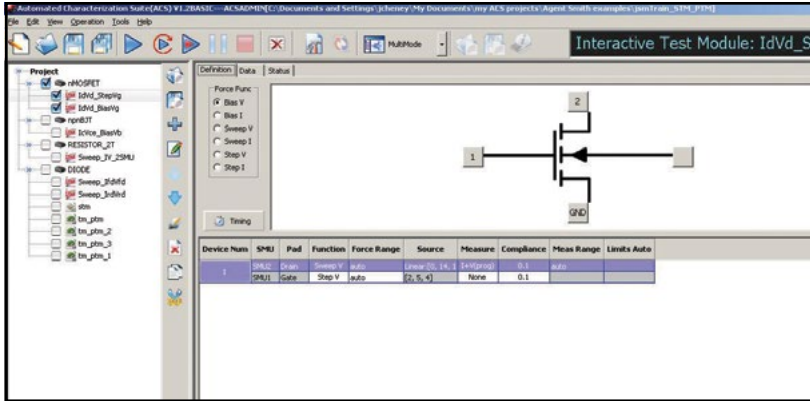 Automated Characterization Suite(ACS) V1.2BASIC---ACSADMIN[C:\Documents and Settings\jcheney\My Documents\my ACS projects\Agent Smith examples\jsmTrain_STM_PTM]
File Edit View Operation Tools Help
MultiMode
Interactive Test Module: IdVd_S
Project
nMOSFET
IdVd_StepVg
IdVd_BiasVg
npnBJT
IcVce_BiasVb
RESISTOR_2T
Sweep_IV_2SMU
DIODE
Sweep_IfdVfd
Sweep_IrdVrd
stm
tm_ptm
tm_ptm_2
tm_ptm_3
tm_ptm_1
Definition Data Status
Force Func
Bias V
Bias I
Sweep V
Sweep I
Step V
Step I
Timing
2
1
GND
Device Num SMU Pad Function Force Range Source Measure Compliance Meas Range Limits Auto
1 SMU2 Drain Sweep V auto Linear:[0, 14, 1 I+V(prog) 0.1 auto
SMU1 Gate Step V auto [2, 5, 4] None 0.1